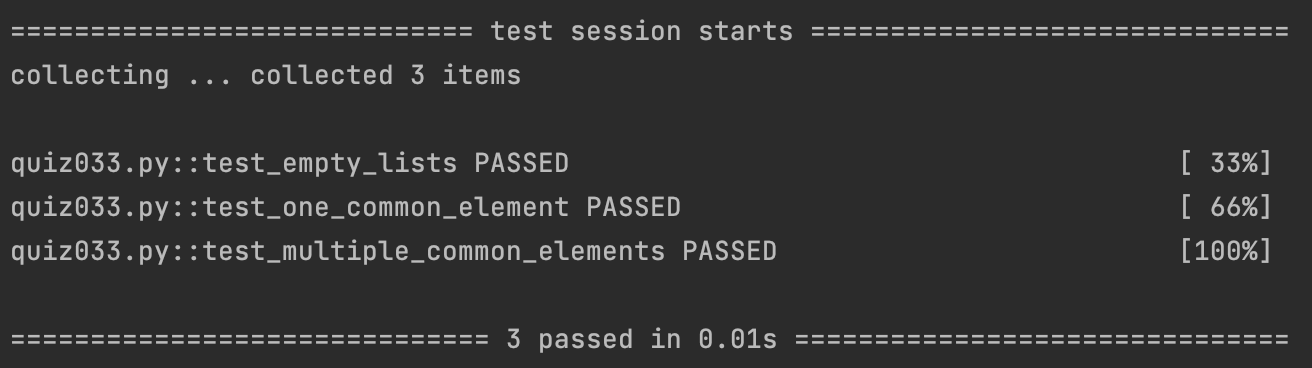 ============================= test session starts ==============================
collecting ... collected 3 items
quiz033.py::test_empty_lists PASSED [ 33%]
quiz033.py::test_one_common_element PASSED [ 66%]
quiz033.py::test_multiple_common_elements PASSED [100%]
============================== 3 passed in 0.01s ===============================